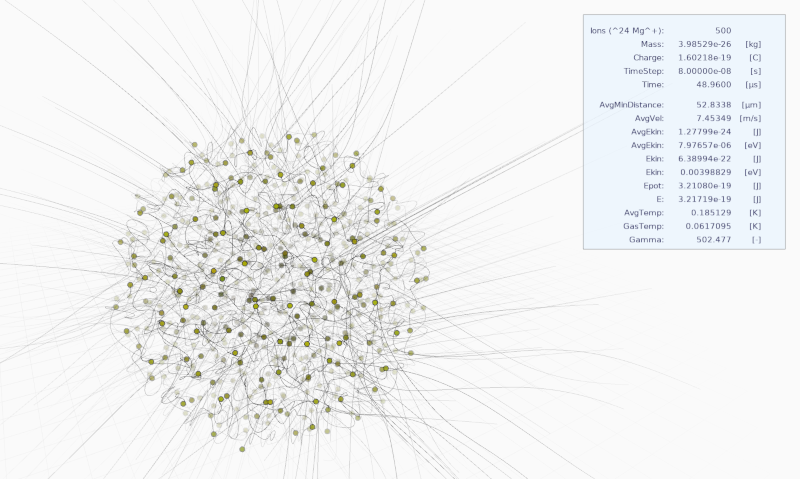 Ions (^24 Mg^+): 500
Mass: 3.98529e-26 [kg]
Charge: 1.60218e-19 [C]
TimeStep: 8.00000e-08 [s]
Time: 48.9600 [µs]
AvgMinDistance: 52.8338 [µm]
AvgVel: 7.45349 [m/s]
AvgEkin: 1.27799e-24 [J]
AvgEkin: 7.97657e-06 [eV]
Ekin: 6.38994e-22 [J]
Ekin: 0.00398829 [eV]
Epot: 3.21080e-19 [J]
E: 3.21719e-19 [J]
AvgTemp: 0.185129 [K]
GasTemp: 0.0617095 [K]
Gamma: 502.477 [-]